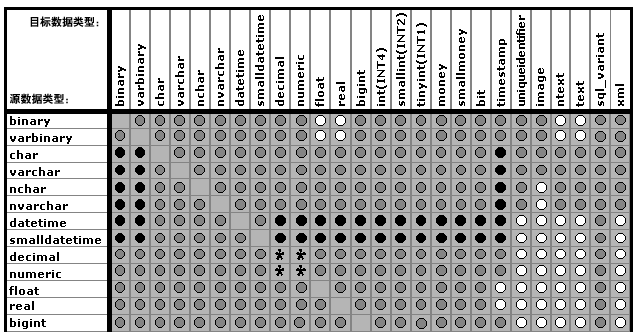 目标数据类型：
源数据类型：
binary
varbinary
char
varchar
nchar
nvarchar
datetime
smalldatetime
decimal
numeric
float
real
bigint
int(INT4)
smallint(INT2)
tinyint(INT1)
money
smallmoney
bit
timestamp
uniqueidentifier
image
ntext
text
sql_variant
xml
binary
varbinary
char
varchar
nchar
nvarchar
datetime
smalldatetime
decimal
* *
numeric
* *
float
real
bigint